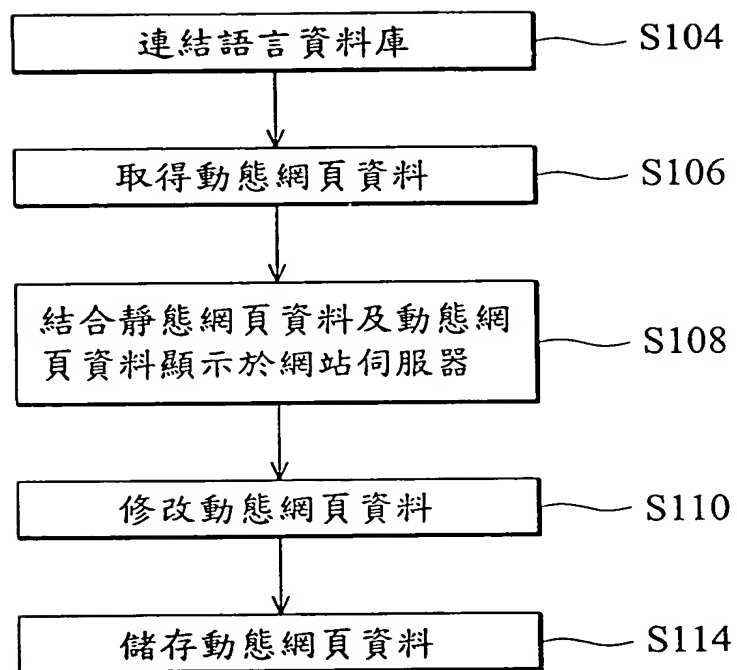 連結語言資料庫
S104
取得動態網頁資料
S106
結合靜態網頁資料及動態網
頁資料顯示於網站伺服器
S108
修改動態網頁資料
S110
儲存動態網頁資料
S114